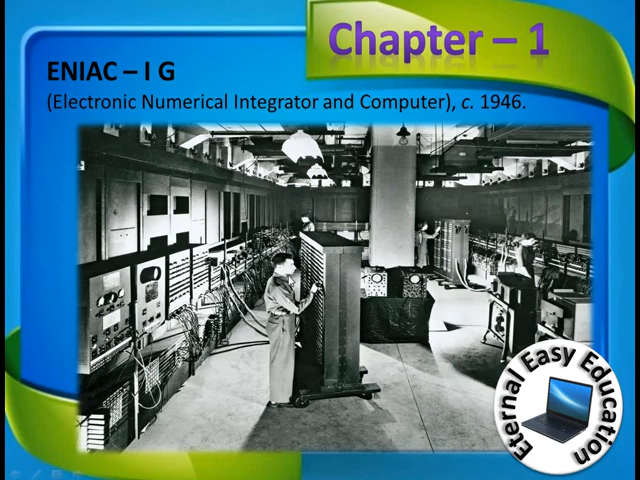 Chapter – 1
ENIAC – I G
(Electronic Numerical Integrator and Computer), c. 1946.
Eternal Easy Education